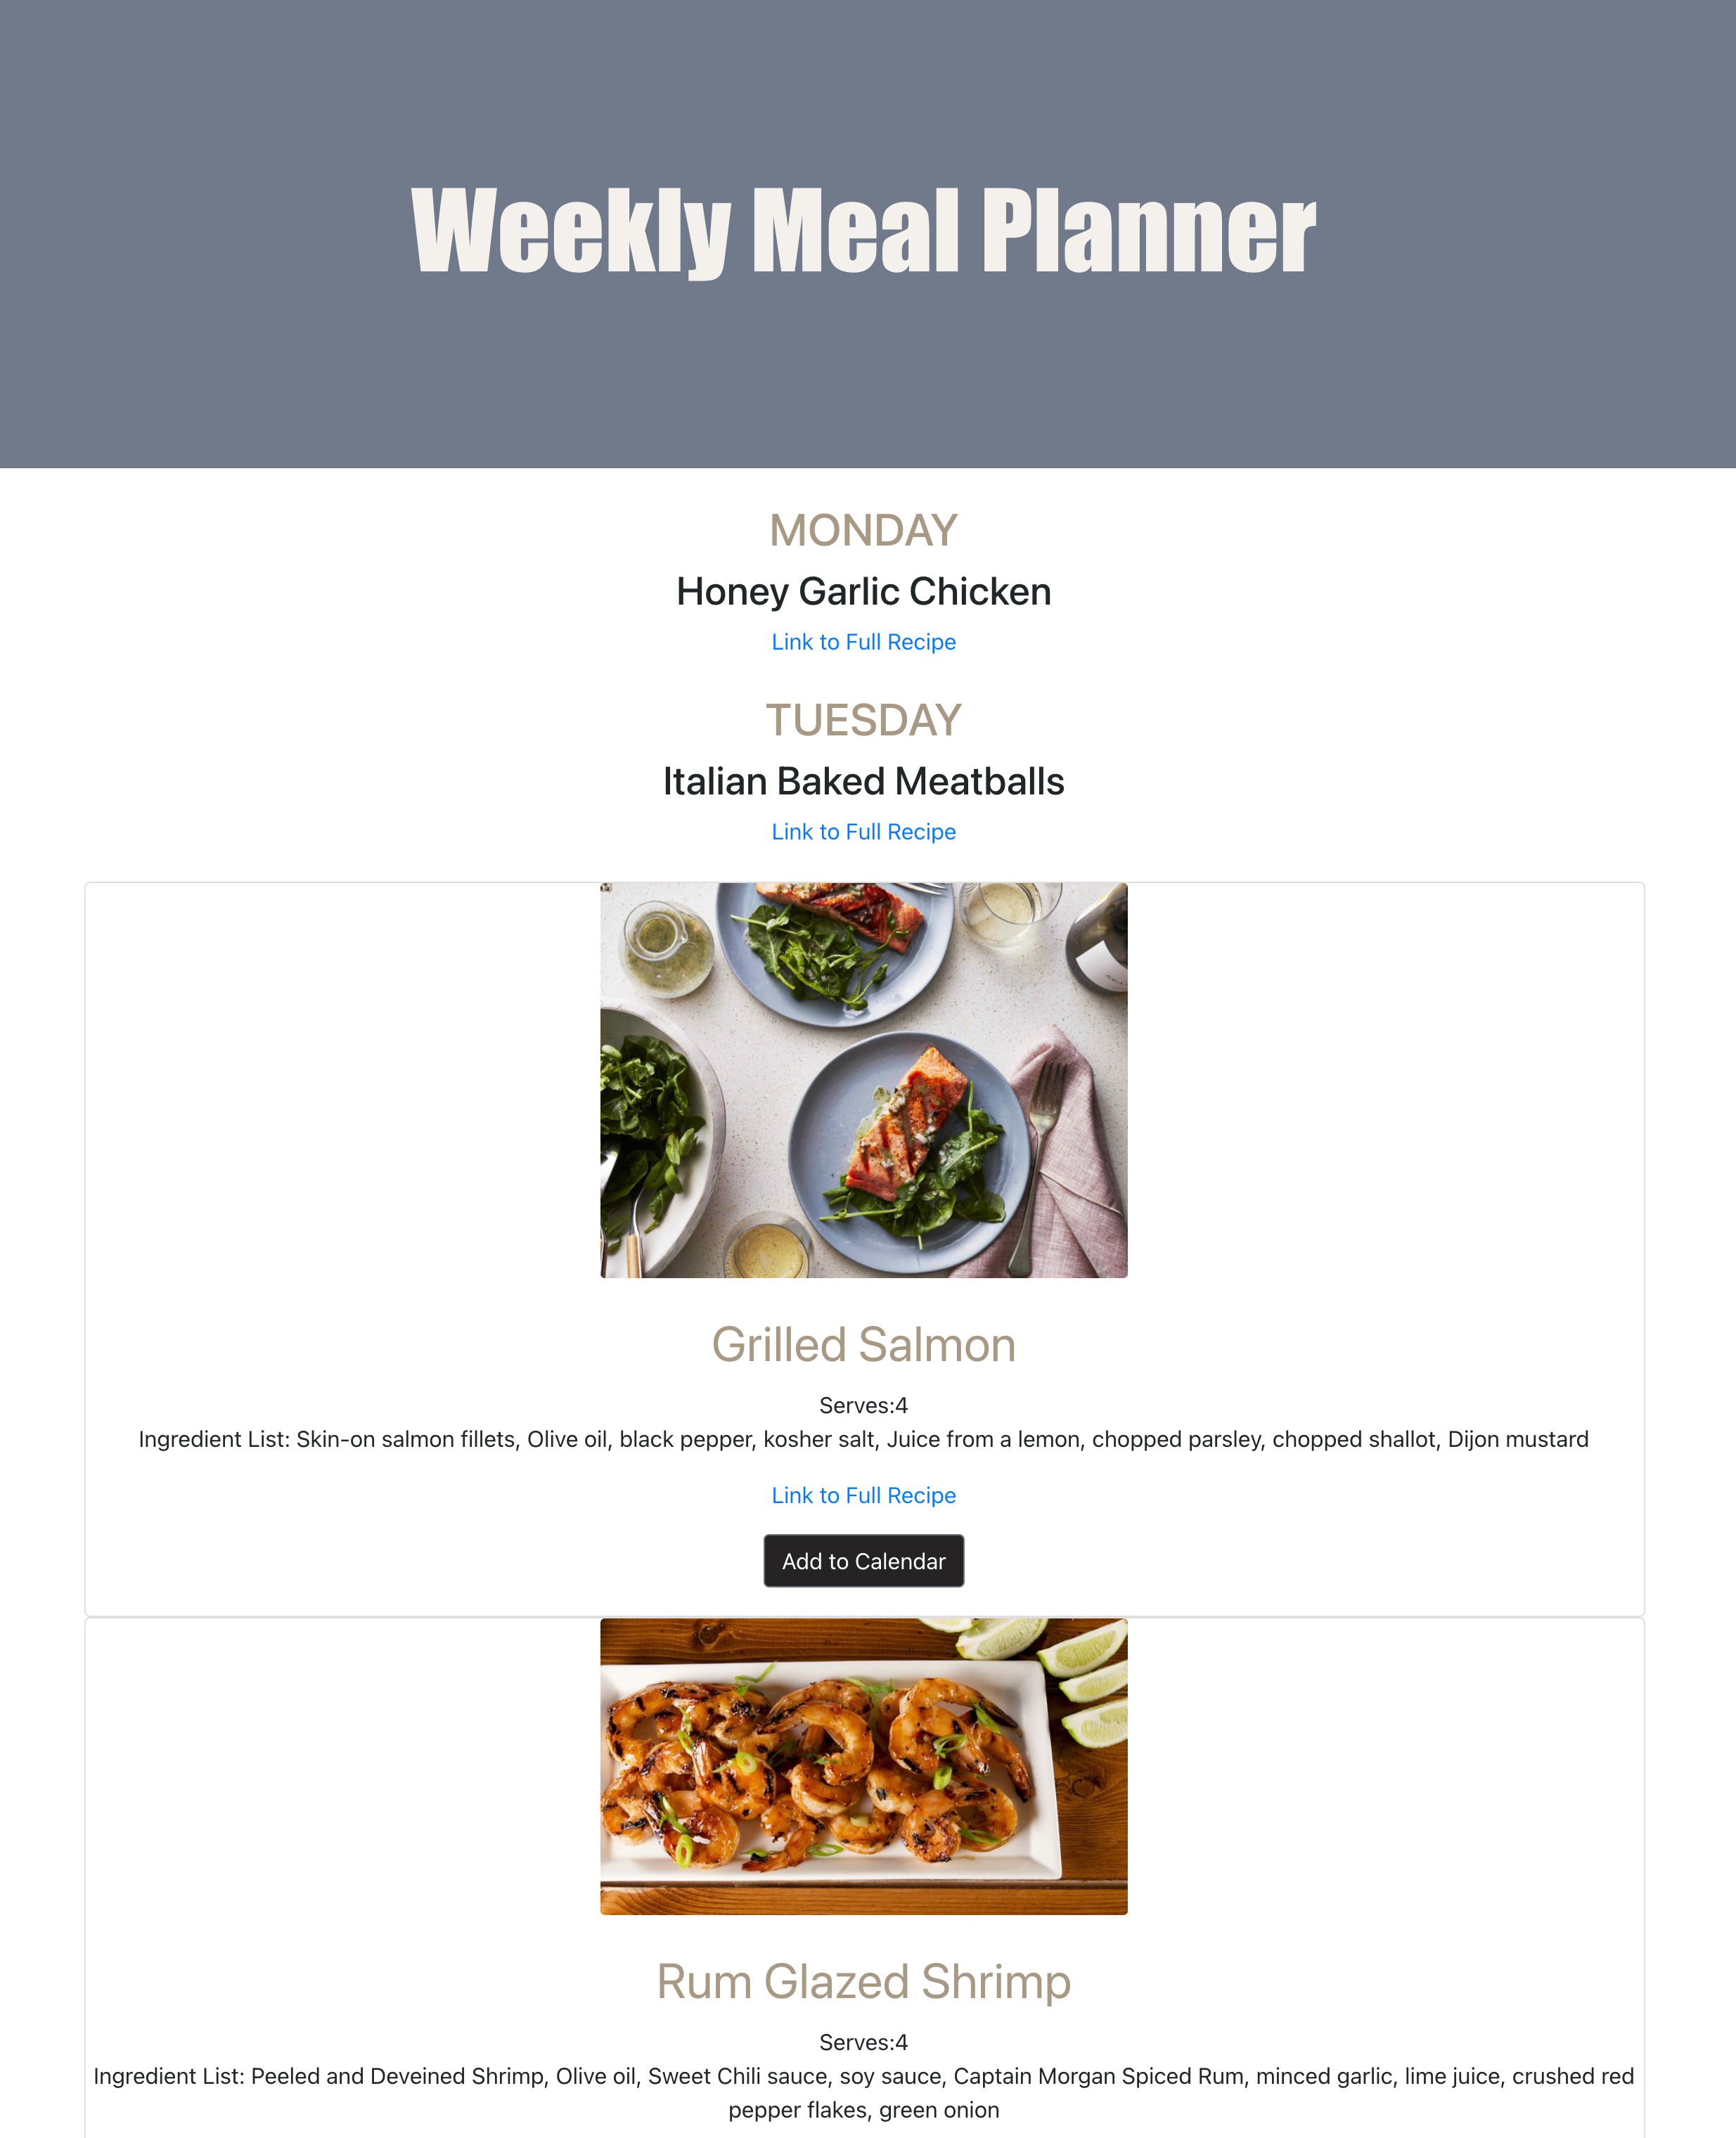 Weekly Meal Planner
MONDAY
Honey Garlic Chicken
Link to Full Recipe
TUESDAY
Italian Baked Meatballs
Link to Full Recipe
Grilled Salmon
Serves:4
Ingredient List: Skin-on salmon fillets, Olive oil, black pepper, kosher salt, Juice from a lemon, chopped parsley, chopped shallot, Dijon mustard
Link to Full Recipe
Add to Calendar
Rum Glazed Shrimp
Serves:4
Ingredient List: Peeled and Deveined Shrimp, Olive oil, Sweet Chili sauce, soy sauce, Captain Morgan Spiced Rum, minced garlic, lime juice, crushed red
pepper flakes, green onion